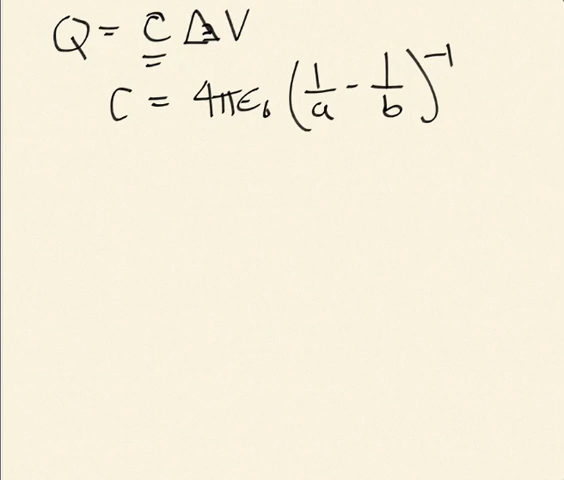 Q = C ΔV
C = 4πε₀ (1/a - 1/b)⁻¹